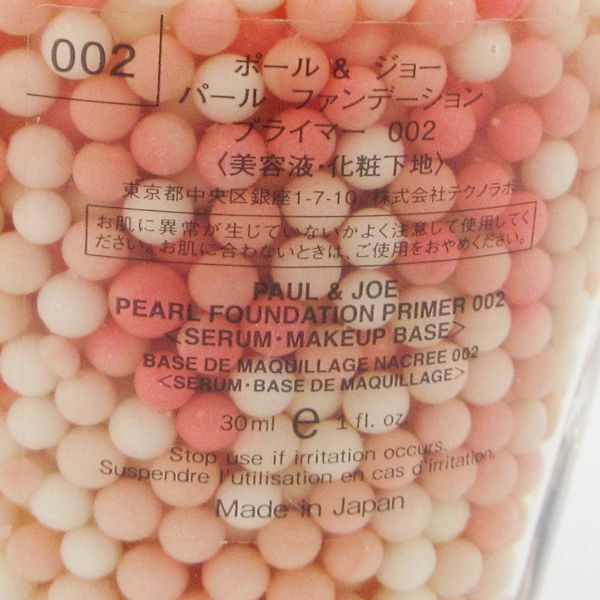 002
ポール & ジョー
パール ファンデーション
プライマー 002
〈美容液・化粧下地〉
東京都中央区銀座1-7-10 株式会社テクノラボ
お肌に異常が生じていないかよく注意して使用してく
ださい。お肌に合わないときは、ご使用をおやめください。
PAUL & JOE
PEARL FOUNDATION PRIMER 002
<SERUM・MAKEUP BASE>
BASE DE MAQUILLAGE NACREE 002
<SERUM・BASE DE MAQUILLAGE>
30ml e 1 fl. oz.
Stop use if irritation occurs.
Suspendre l'utilisation en cas d'irritation.
Made in Japan